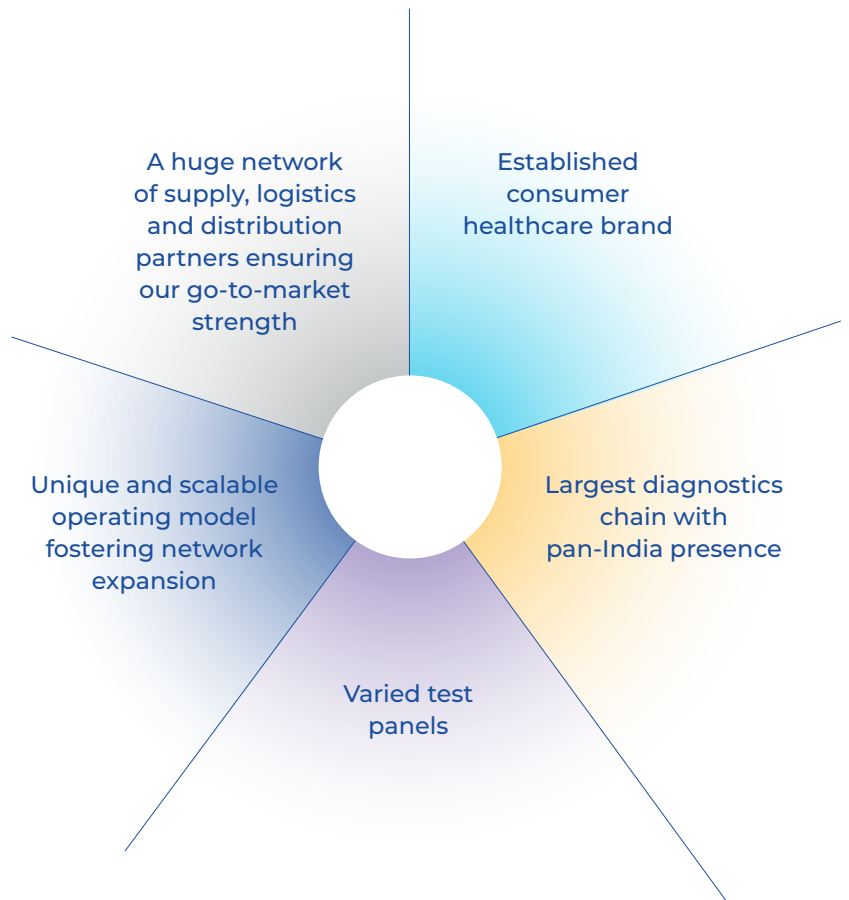 A huge network
of supply, logistics
and distribution
partners ensuring
our go-to-market
strength
Established
consumer
healthcare brand
Unique and scalable
operating model
fostering network
expansion
Largest diagnostics
chain with
pan-India presence
Varied test
panels